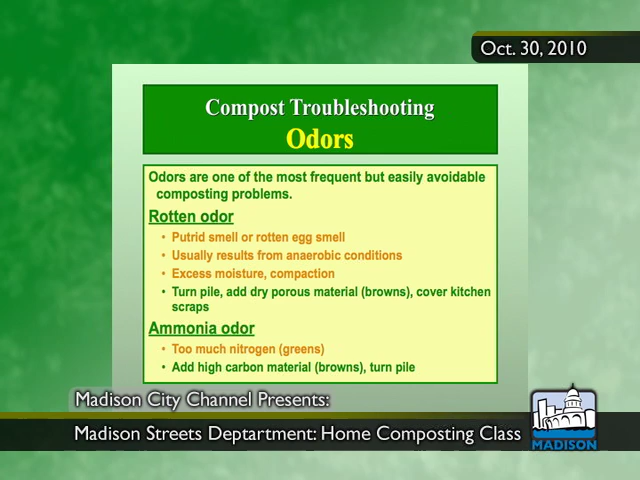 Oct. 30, 2010
Compost Troubleshooting
Odors
Odors are one of the most frequent but easily avoidable
composting problems.
Rotten odor
• Putrid smell or rotten egg smell
• Usually results from anaerobic conditions
• Excess moisture, compaction
• Turn pile, add dry porous material (browns), cover kitchen
scraps
Ammonia odor
• Too much nitrogen (greens)
• Add high carbon material (browns), turn pile
Madison City Channel Presents:
Madison Streets Deptartment: Home Composting Class
MADISON